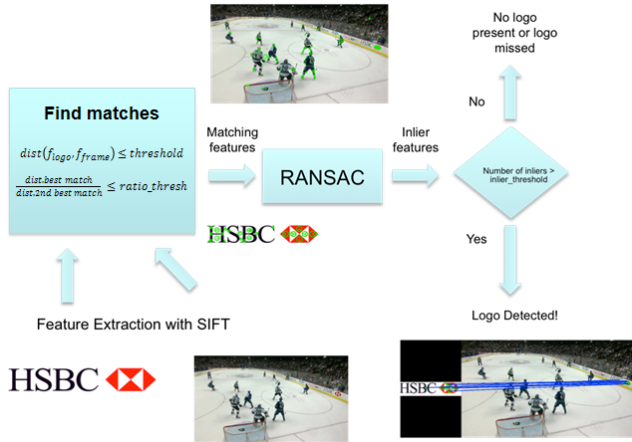 No logo
present or logo
missed
Find matches
dist(f_logo, f_frame) ≤ threshold
dist.best match / dist.2nd best match ≤ ratio_thresh
Matching
features
RANSAC
Inlier
features
No
Number of inliers >
inlier_threshold
HSBC
Yes
Feature Extraction with SIFT
Logo Detected!
HSBC
HSBC